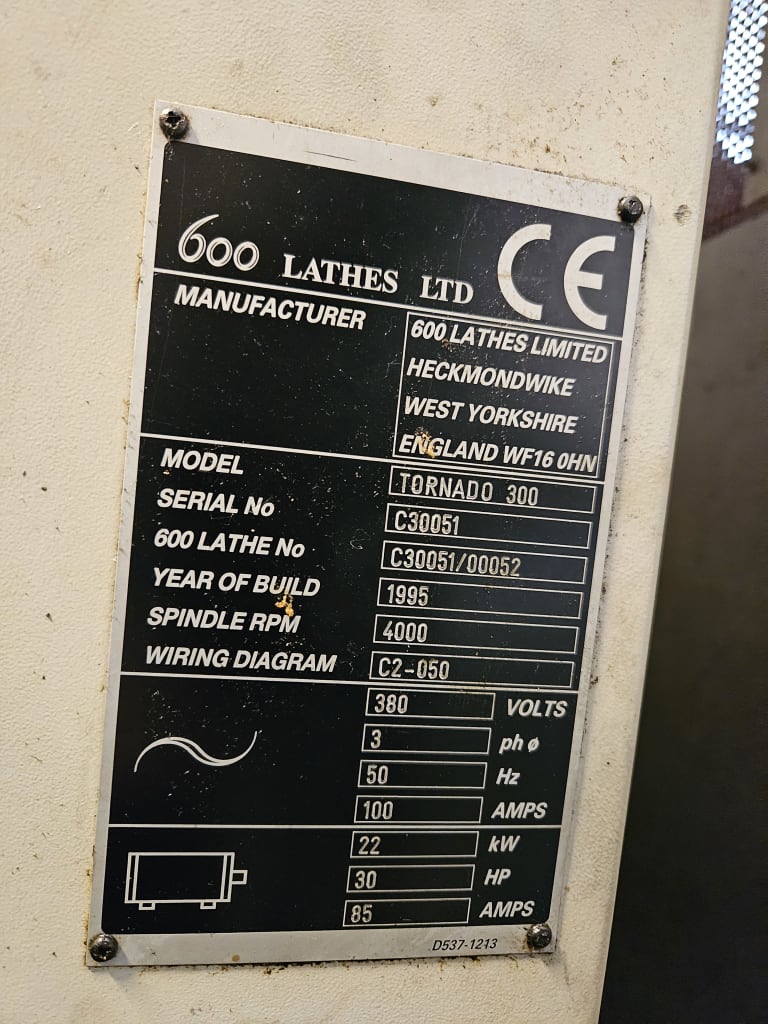 600 LATHES LTD CE
MANUFACTURER
600 LATHES LIMITED
HECKMONDWIKE
WEST YORKSHIRE
ENGLAND WF16 0HN
MODEL TORNADO 300
SERIAL No C30051
600 LATHE No C30051/00052
YEAR OF BUILD 1995
SPINDLE RPM 4000
WIRING DIAGRAM C2-050
380 VOLTS
3 ph ø
50 Hz
100 AMPS
22 kW
30 HP
85 AMPS
D537-1213